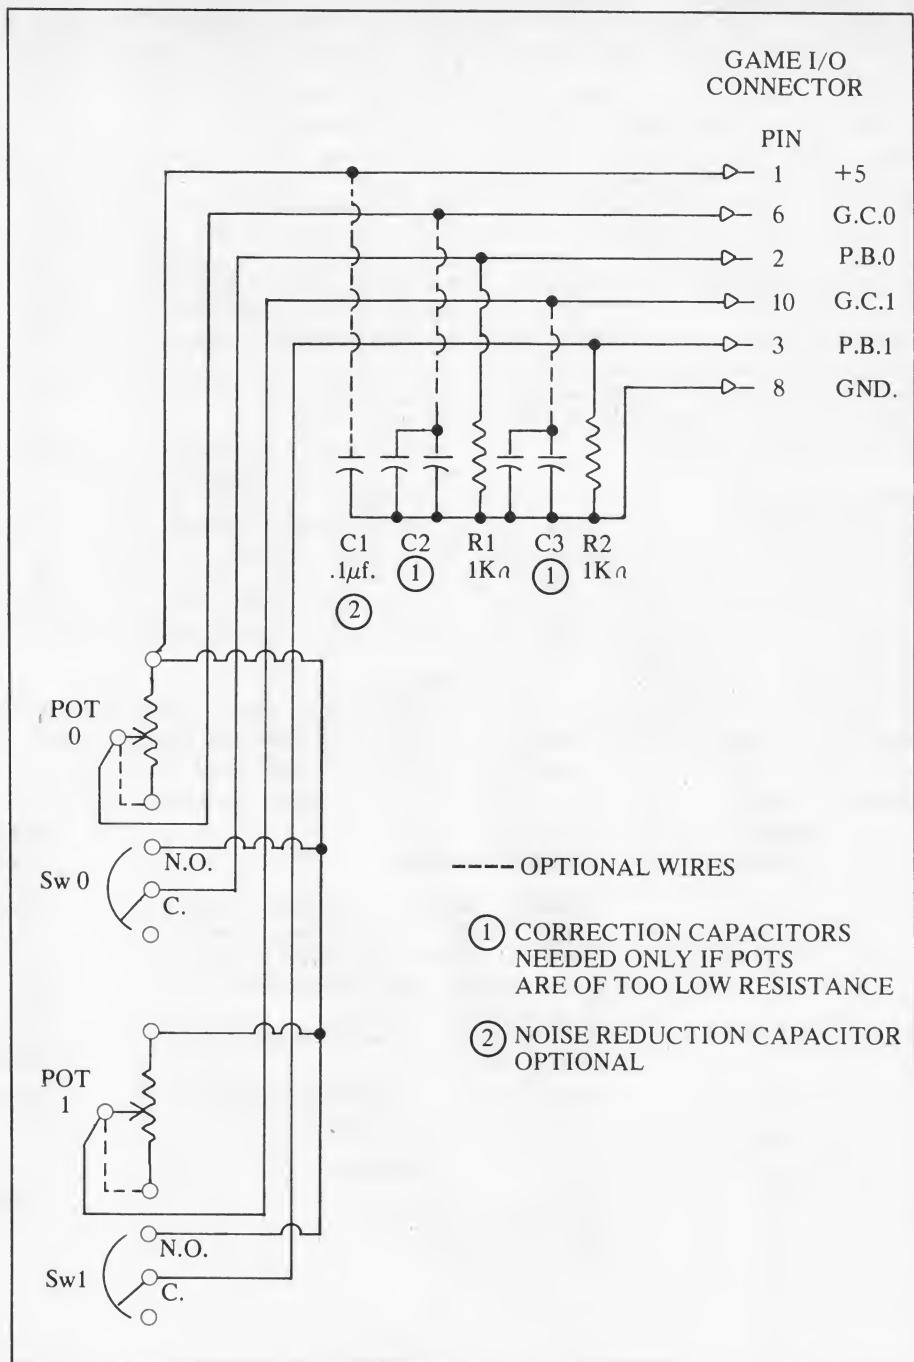 GAME I/O
CONNECTOR
PIN
1 +5
6 G.C.0
2 P.B.0
10 G.C.1
3 P.B.1
8 GND.
C1 C2 R1 C3 R2
.1μf. 1 1KΩ 1 1KΩ
2
POT
0
N.O.
Sw 0
C.
---- OPTIONAL WIRES
1 CORRECTION CAPACITORS
NEEDED ONLY IF POTS
ARE OF TOO LOW RESISTANCE
2 NOISE REDUCTION CAPACITOR
OPTIONAL
POT
1
N.O.
Sw1
C.